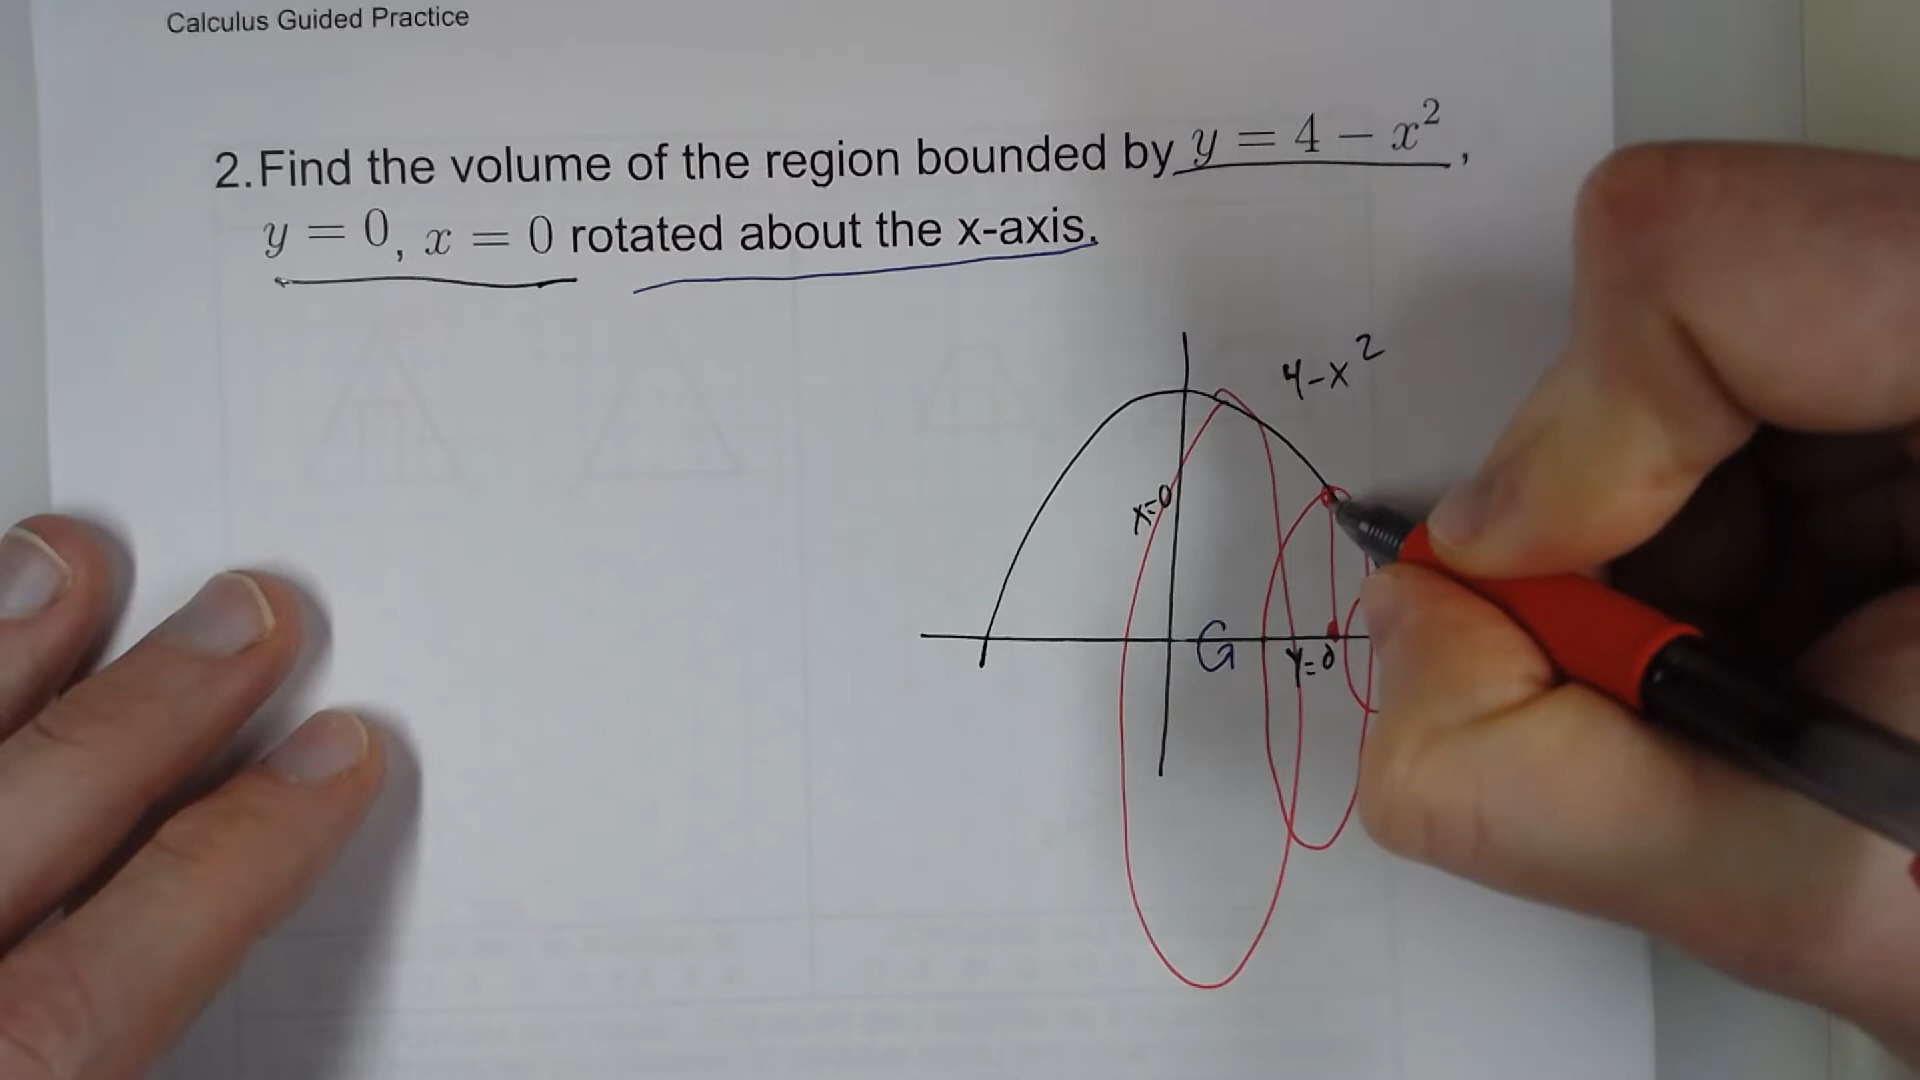 Calculus Guided Practice
2. Find the volume of the region bounded by y = 4 − x²,
y = 0, x = 0 rotated about the x-axis.
4-x²
x=0
y=0